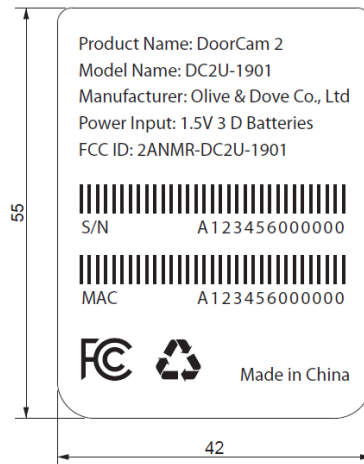 Product Name: DoorCam 2
Model Name: DC2U-1901
Manufacturer: Olive & Dove Co., Ltd
Power Input: 1.5V 3 D Batteries
FCC ID: 2ANMR-DC2U-1901
S/N A123456000000
MAC A123456000000
FC Made in China
55
42